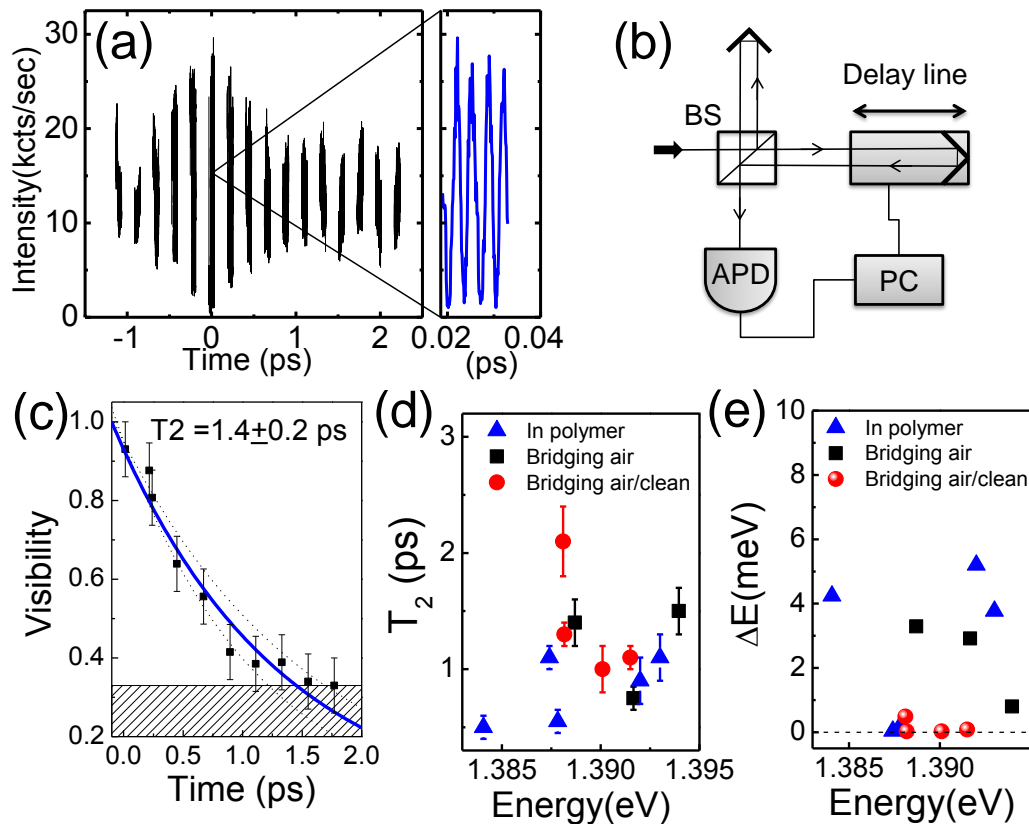 (a)
Intensity(kcts/sec)
30
20
10
0
-1 0 1 2
Time (ps)
0.02 0.04
(ps)
(b)
Delay line
BS
APD
PC
(c)
T2 =1.4±0.2 ps
Visibility
1.0
0.8
0.6
0.4
0.2
0.0 0.5 1.0 1.5 2.0
Time (ps)
(d)
In polymer
Bridging air
Bridging air/clean
T2 (ps)
3
2
1
1.385 1.390 1.395
Energy(eV)
(e)
In polymer
Bridging air
Bridging air/clean
ΔE(meV)
10
8
6
4
2
0
1.385 1.390
Energy(eV)